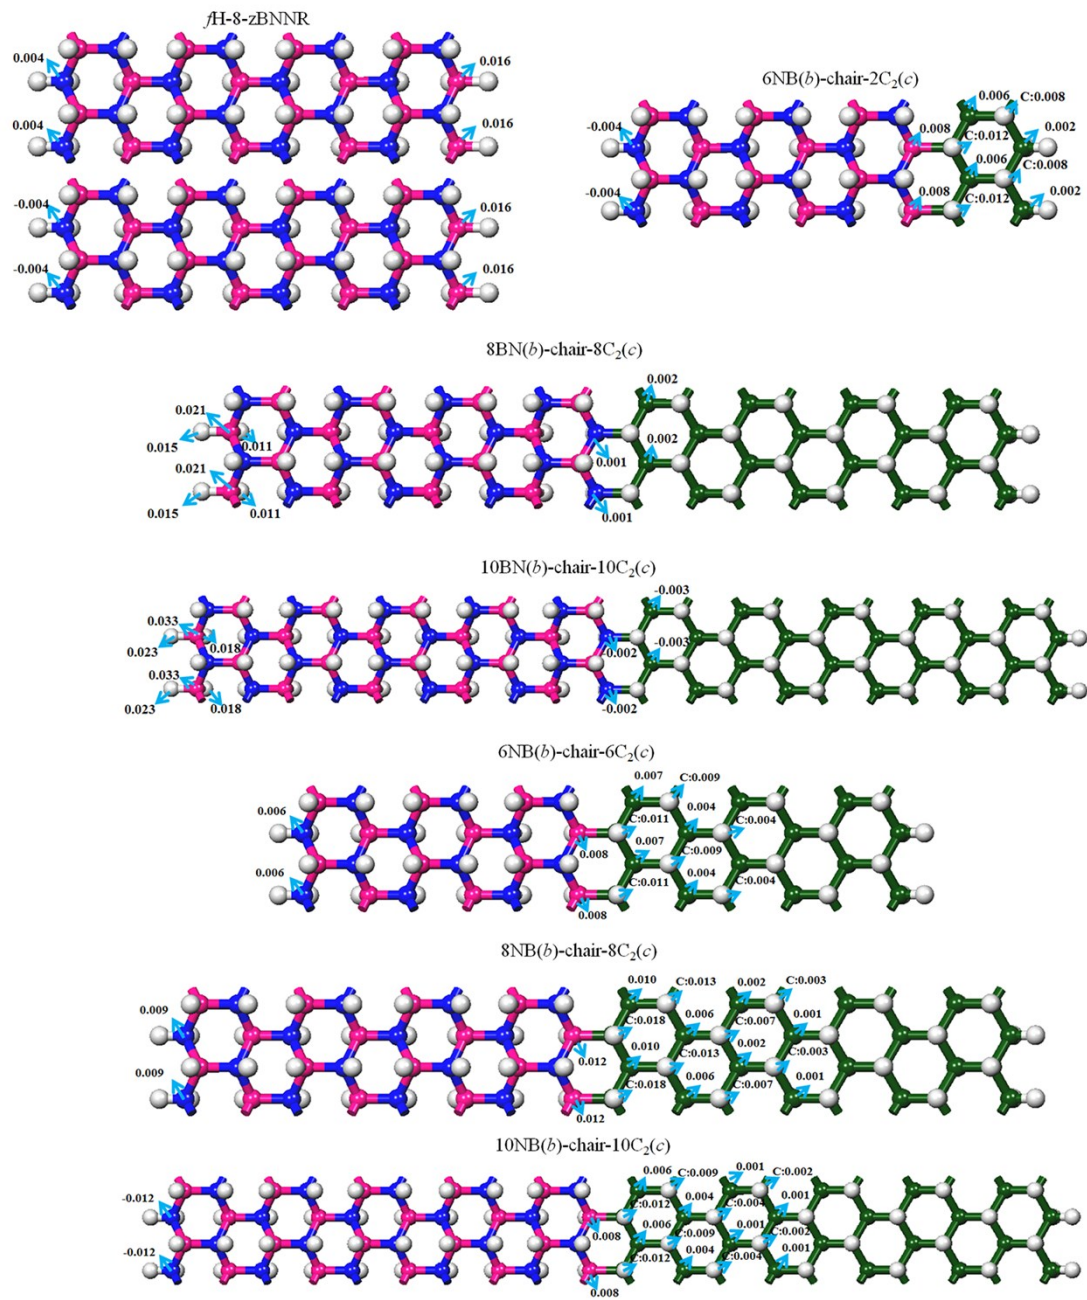 fH-8-zBNNR
0.004
0.016
0.004
0.016
-0.004
0.016
-0.004
0.016
6NB(b)-chair-2C₂(c)
0.006
C:0.008
-0.004
0.008
0.002
C:0.012
0.006
C:0.008
-0.004
0.008
0.002
C:0.012
8BN(b)-chair-8C₂(c)
0.002
0.021
0.015
0.011
0.002
0.021
0.001
0.015
0.011
0.001
10BN(b)-chair-10C₂(c)
-0.003
0.033
0.023
0.018
-0.002
-0.003
0.033
0.023
0.018
-0.002
6NB(b)-chair-6C₂(c)
0.007
C:0.009
0.006
C:0.011
0.004
C:0.004
0.008
0.007
C:0.009
0.006
C:0.011
0.004
C:0.004
0.008
8NB(b)-chair-8C₂(c)
0.010
C:0.013
0.002
C:0.003
0.009
C:0.018
0.006
C:0.007
0.001
0.012
0.010
C:0.013
0.002
C:0.003
0.009
C:0.018
0.006
C:0.007
0.001
0.012
10NB(b)-chair-10C₂(c)
0.006
C:0.009
0.001
C:0.002
-0.012
C:0.012
0.004
C:0.004
0.001
0.008
0.006
C:0.009
0.001
C:0.002
-0.012
C:0.012
0.004
C:0.004
0.001
0.008